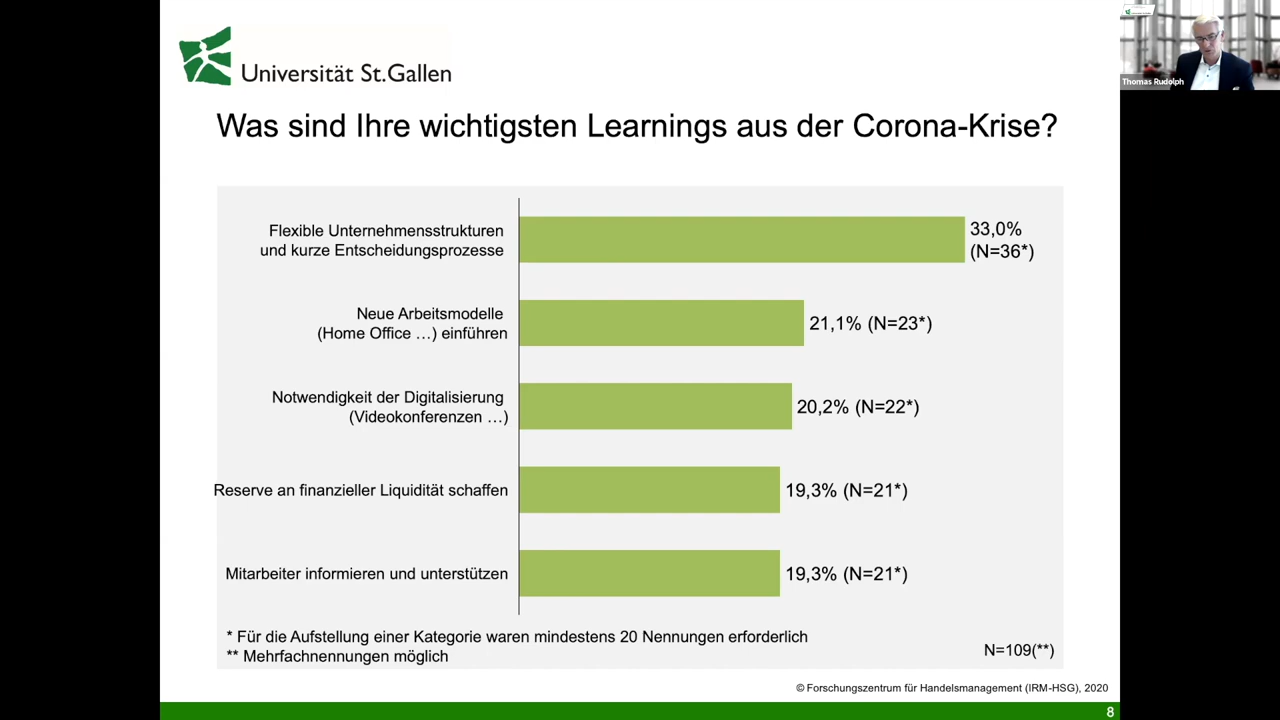 Universität St.Gallen
Thomas Rudolph
Was sind Ihre wichtigsten Learnings aus der Corona-Krise?
Flexible Unternehmensstrukturen
und kurze Entscheidungsprozesse
33,0%
(N=36*)
Neue Arbeitsmodelle
(Home Office …) einführen
21,1% (N=23*)
Notwendigkeit der Digitalisierung
(Videokonferenzen …)
20,2% (N=22*)
Reserve an finanzieller Liquidität schaffen
19,3% (N=21*)
Mitarbeiter informieren und unterstützen
19,3% (N=21*)
* Für die Aufstellung einer Kategorie waren mindestens 20 Nennungen erforderlich
** Mehrfachnennungen möglich
N=109(**)
© Forschungszentrum für Handelsmanagement (IRM-HSG), 2020
8